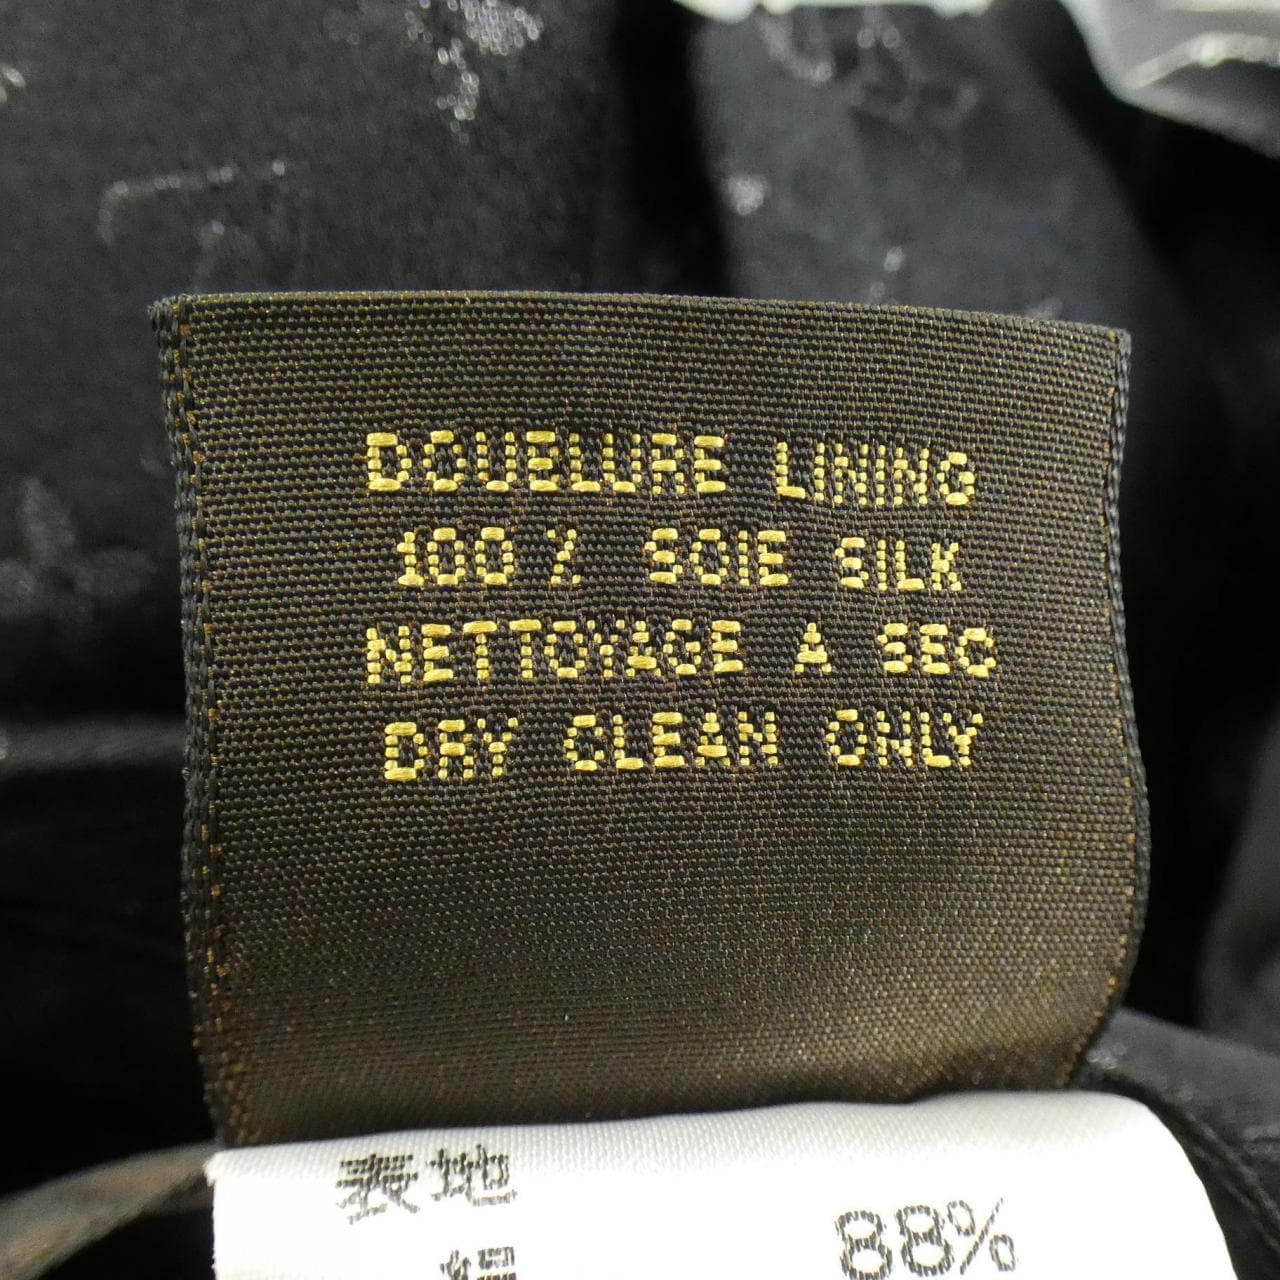 DOUBLURE LINING
100% SOIE SILK
NETTOYAGE A SEC
DRY CLEAN ONLY
表地
88%